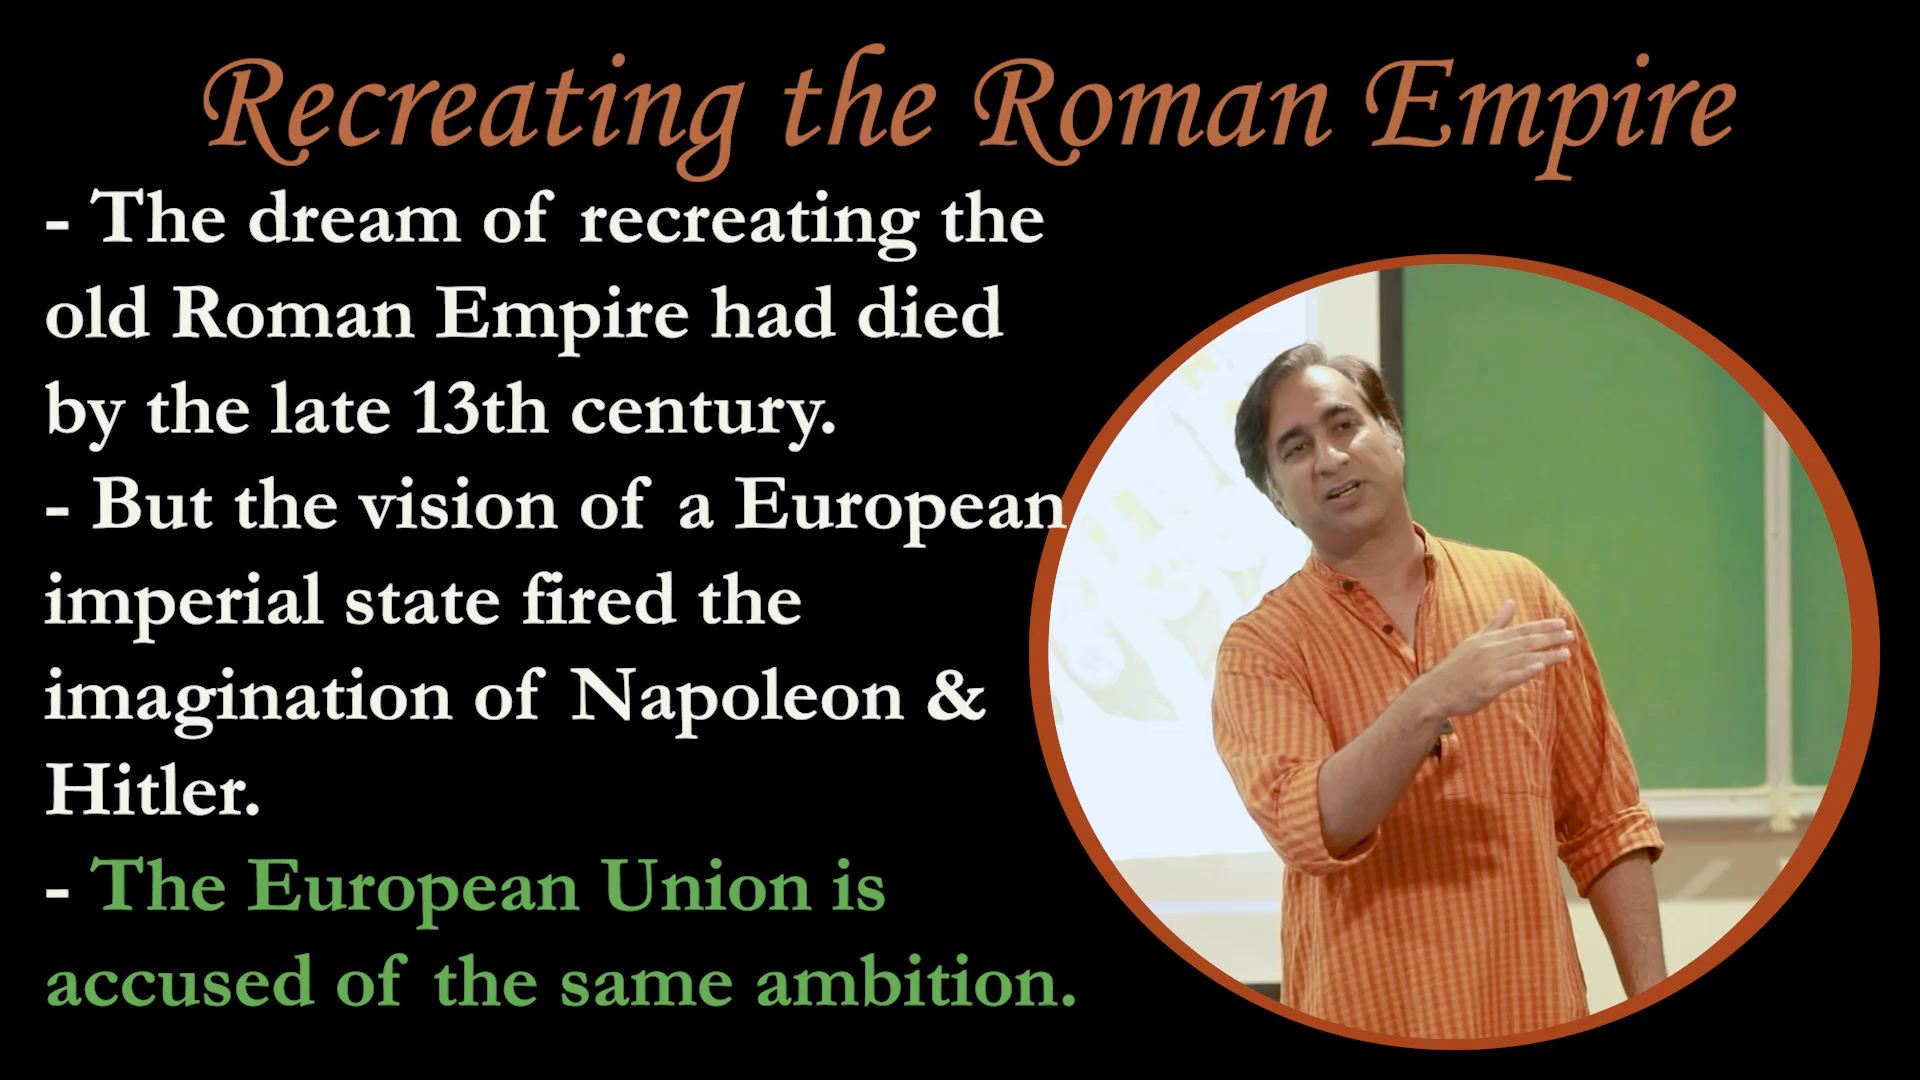 Recreating the Roman Empire
- The dream of recreating the
old Roman Empire had died
by the late 13th century.
- But the vision of a European
imperial state fired the
imagination of Napoleon &
Hitler.
- The European Union is
accused of the same ambition.